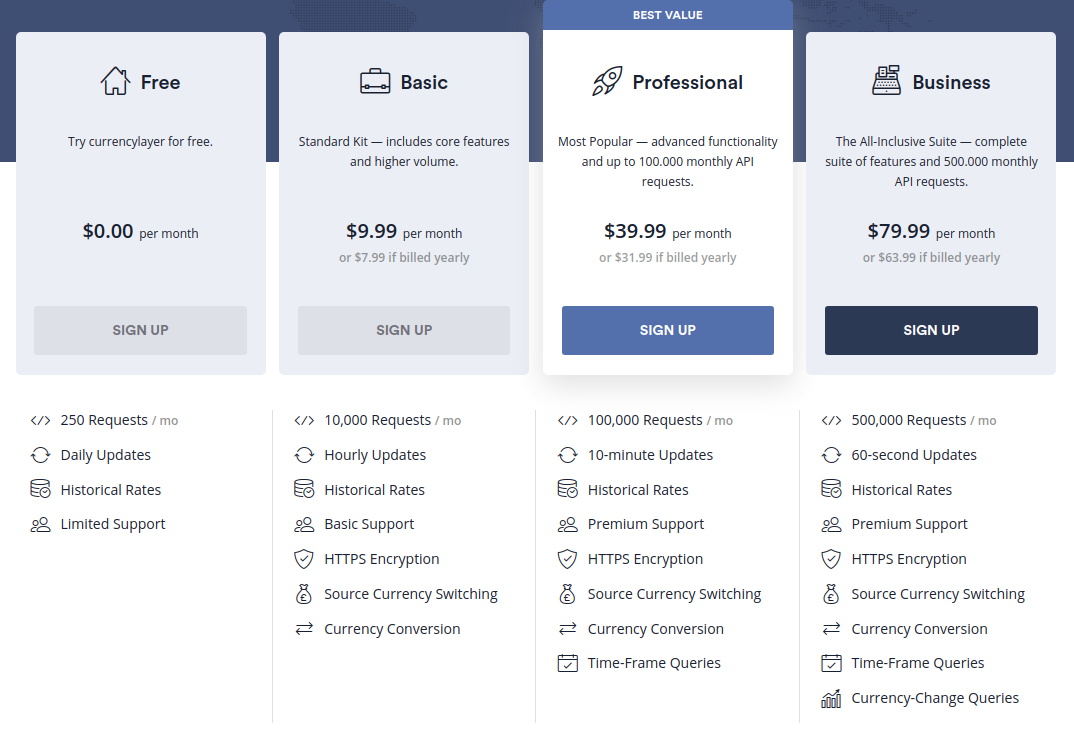 BEST VALUE
Free
Try currencylayer for free.
$0.00 per month
SIGN UP
250 Requests / mo
Daily Updates
Historical Rates
Limited Support
Basic
Standard Kit — includes core features
and higher volume.
$9.99 per month
or $7.99 if billed yearly
SIGN UP
10,000 Requests / mo
Hourly Updates
Historical Rates
Basic Support
HTTPS Encryption
Source Currency Switching
Currency Conversion
Professional
Most Popular — advanced functionality
and up to 100.000 monthly API
requests.
$39.99 per month
or $31.99 if billed yearly
SIGN UP
100,000 Requests / mo
10-minute Updates
Historical Rates
Premium Support
HTTPS Encryption
Source Currency Switching
Currency Conversion
Time-Frame Queries
Business
The All-Inclusive Suite — complete
suite of features and 500.000 monthly
API requests.
$79.99 per month
or $63.99 if billed yearly
SIGN UP
500,000 Requests / mo
60-second Updates
Historical Rates
Premium Support
HTTPS Encryption
Source Currency Switching
Currency Conversion
Time-Frame Queries
Currency-Change Queries